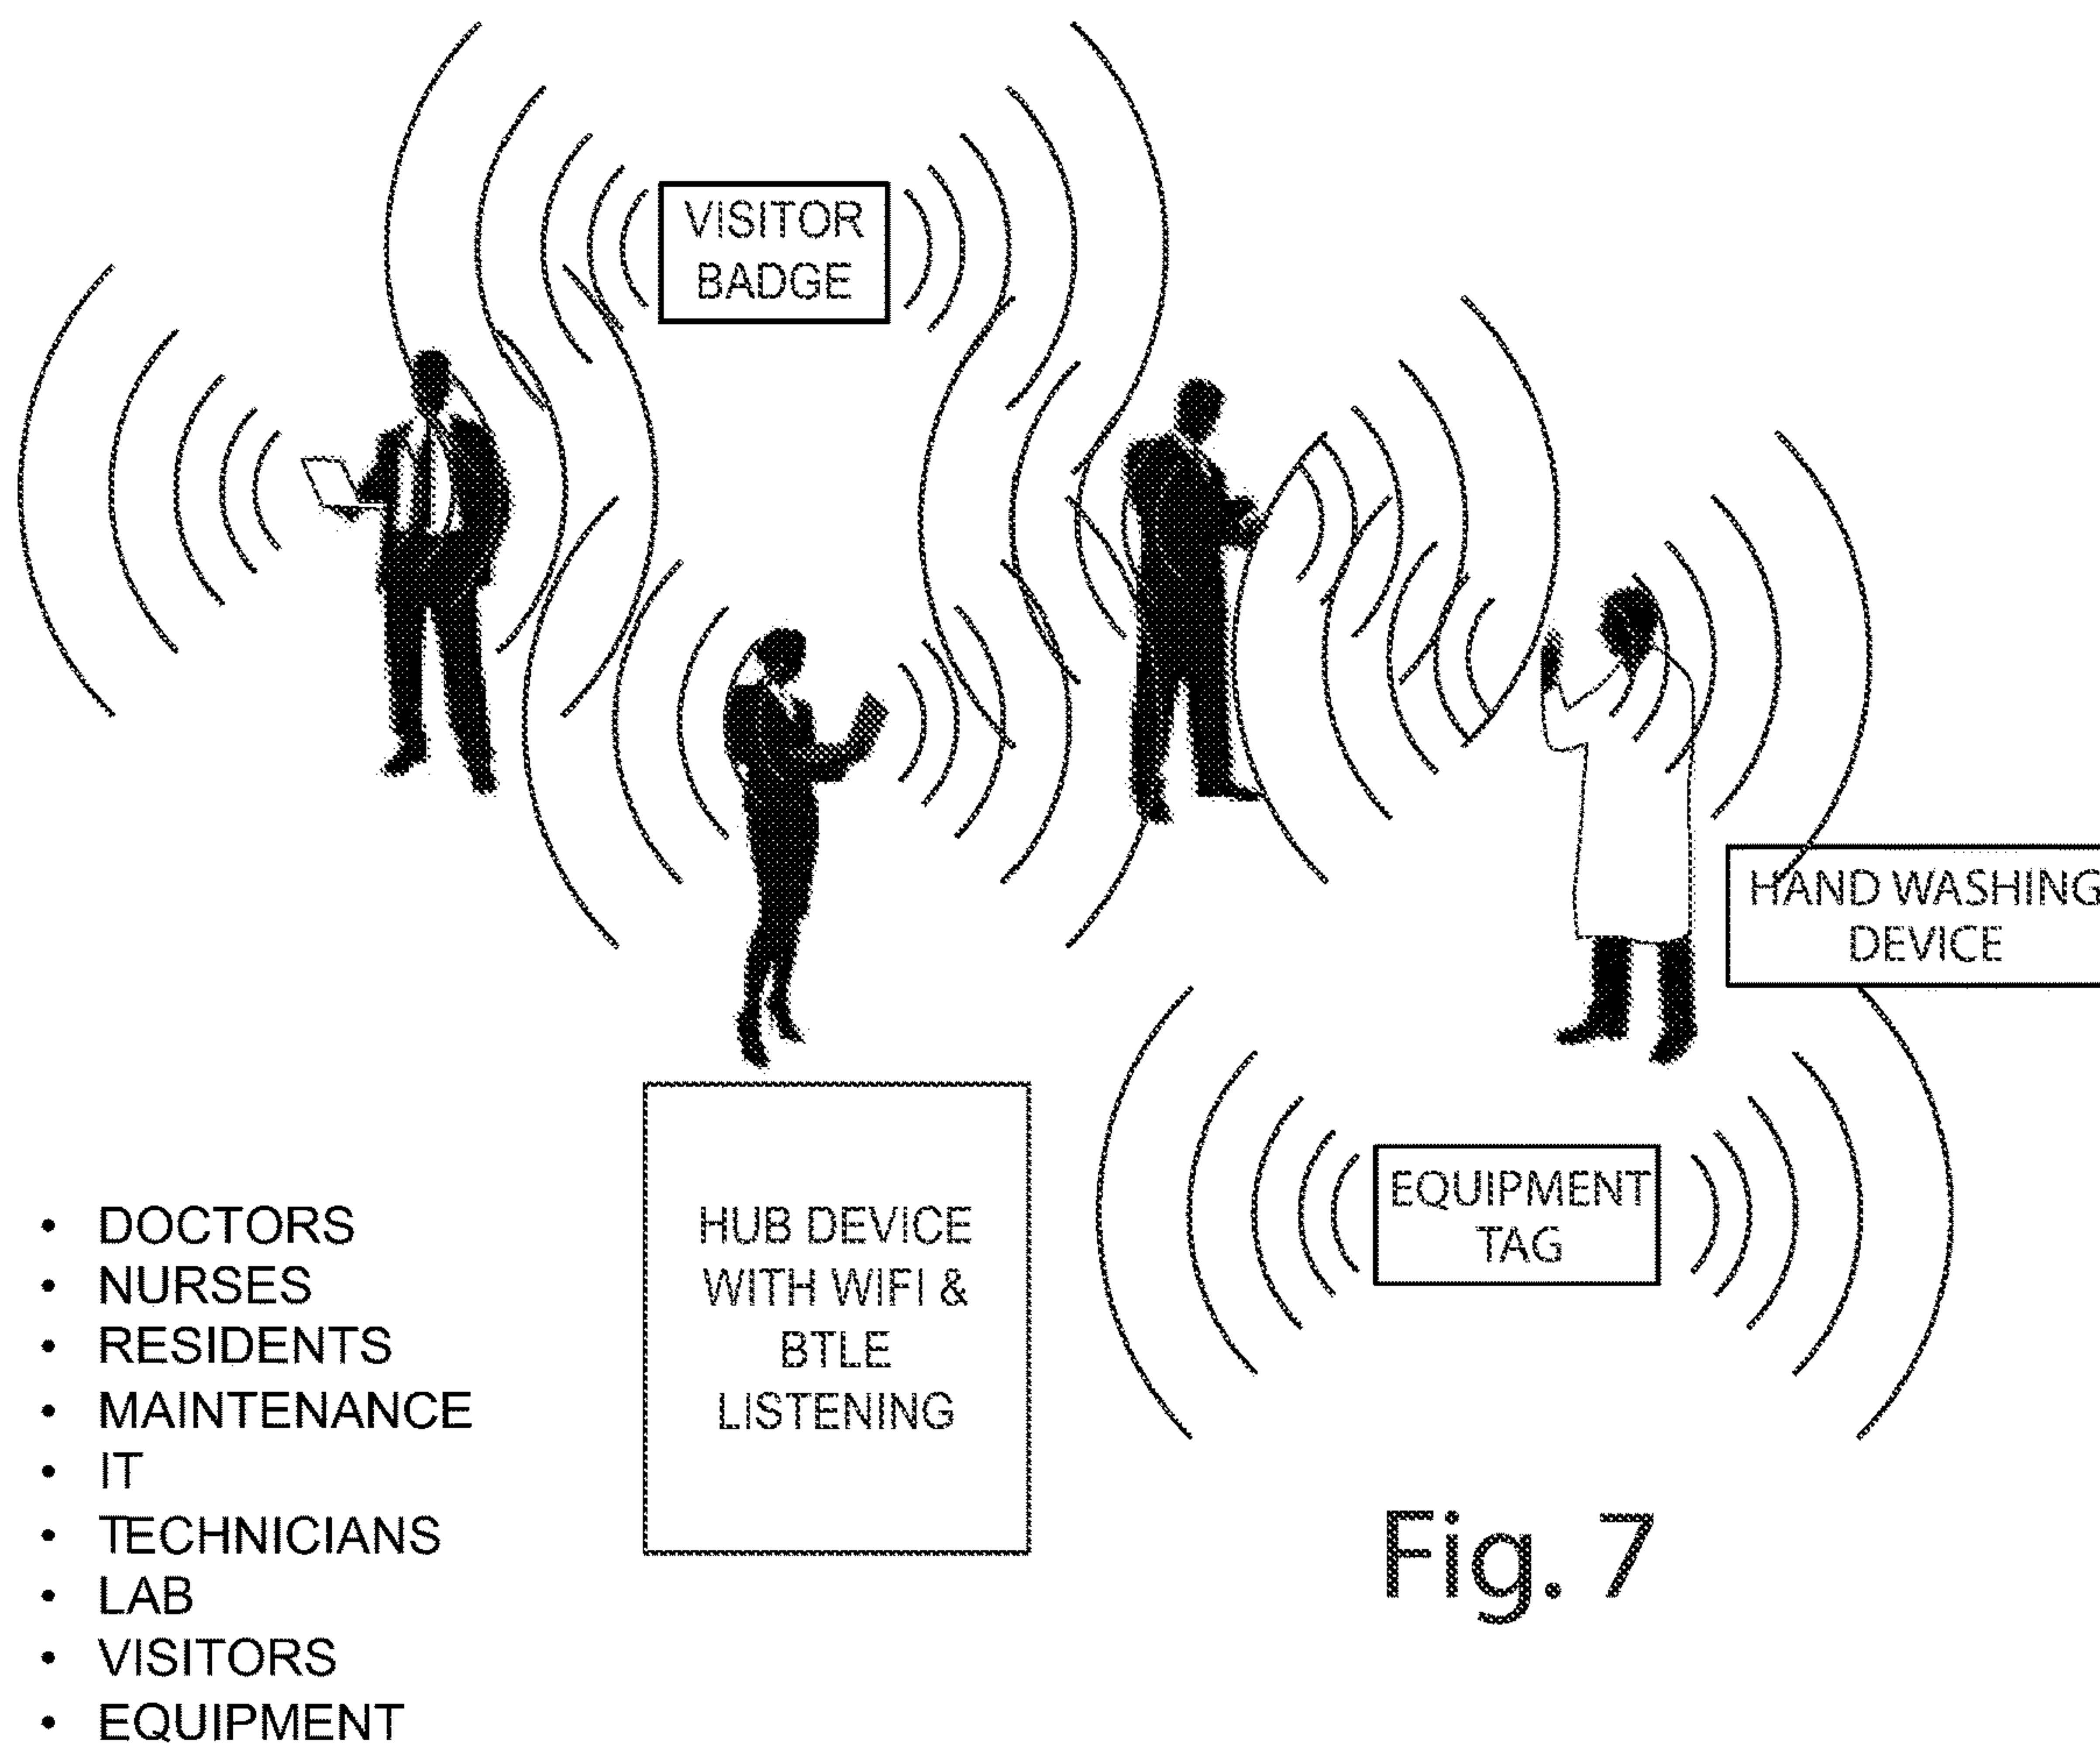 VISITOR
BADGE
HAND WASHING
DEVICE
EQUIPMENT
TAG
HUB DEVICE
WITH WIFI &
BTLE
LISTENING
• DOCTORS
• NURSES
• RESIDENTS
• MAINTENANCE
• IT
• TECHNICIANS
• LAB
• VISITORS
• EQUIPMENT
Fig. 7